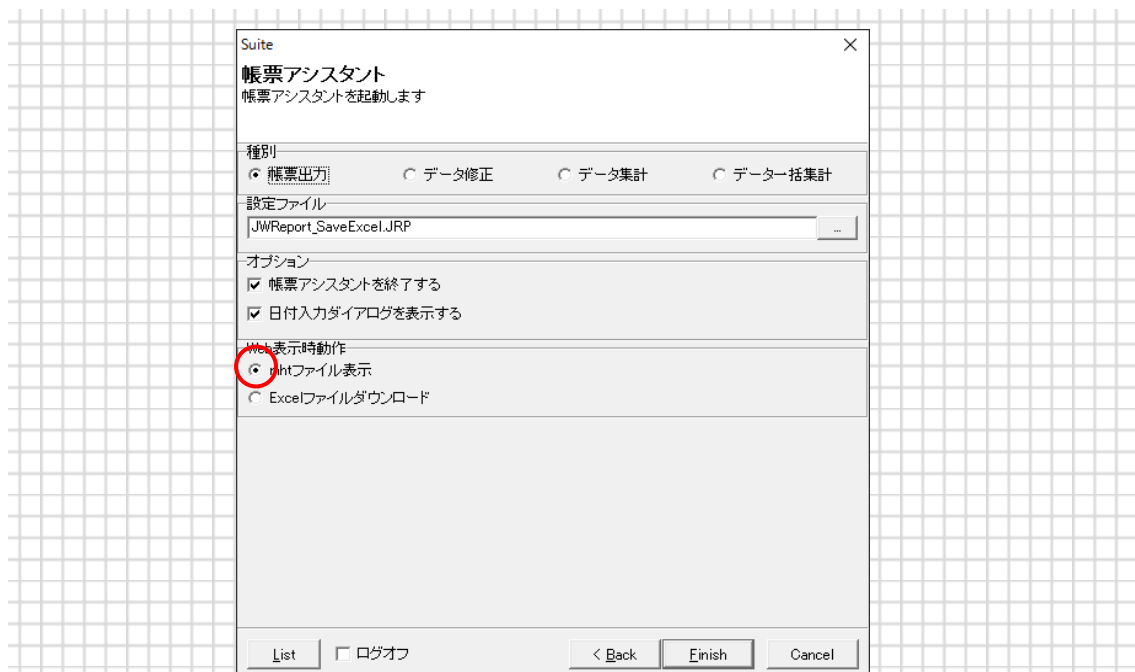 Suite
帳票アシスタント
帳票アシスタントを起動します
種別
帳票出力 データ修正 データ集計 データ一括集計
設定ファイル
JWReport_SaveExcel.JRP ...
オプション
帳票アシスタントを終了する
日付入力ダイアログを表示する
Web表示時動作
mhtファイル表示
Excelファイルダウンロード
List ログオフ < Back Finish Cancel